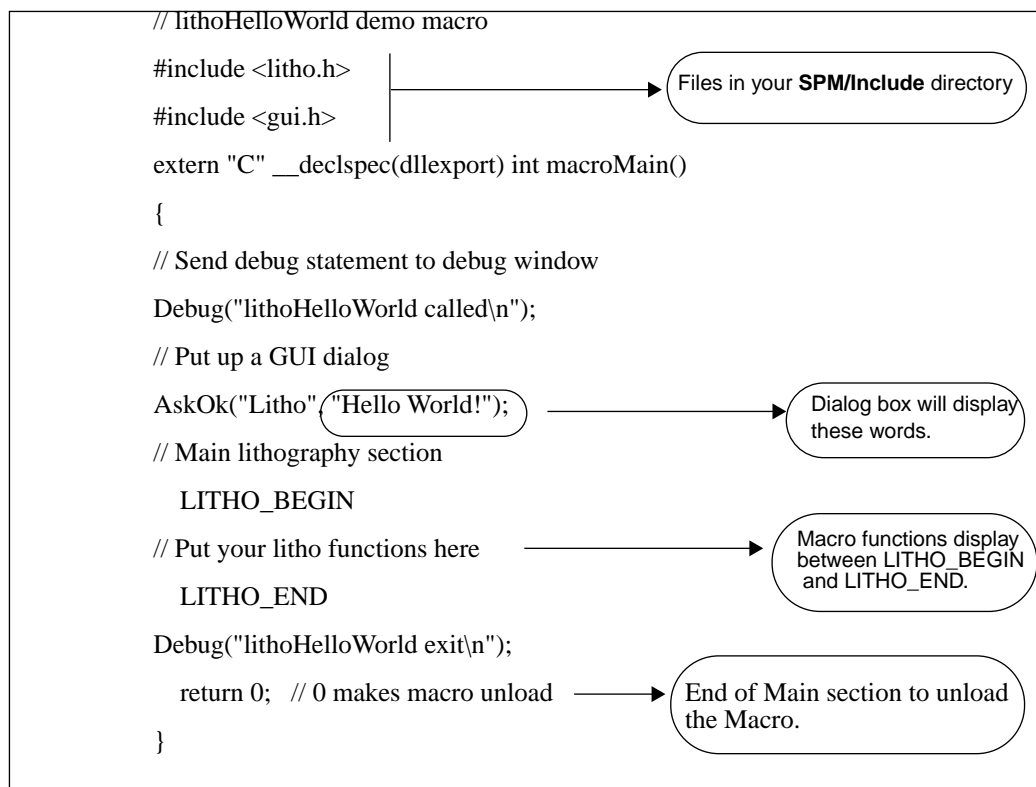 // lithoHelloWorld demo macro
#include <litho.h>
Files in your SPM/Include directory
#include <gui.h>
extern "C" __declspec(dllexport) int macroMain()
{
// Send debug statement to debug window
Debug("lithoHelloWorld called\n");
// Put up a GUI dialog
AskOk("Litho", "Hello World!");
Dialog box will display
these words.
// Main lithography section
LITHO_BEGIN
// Put your litho functions here
Macro functions display
between LITHO_BEGIN
and LITHO_END.
LITHO_END
Debug("lithoHelloWorld exit\n");
return 0; // 0 makes macro unload
End of Main section to unload
the Macro.
}